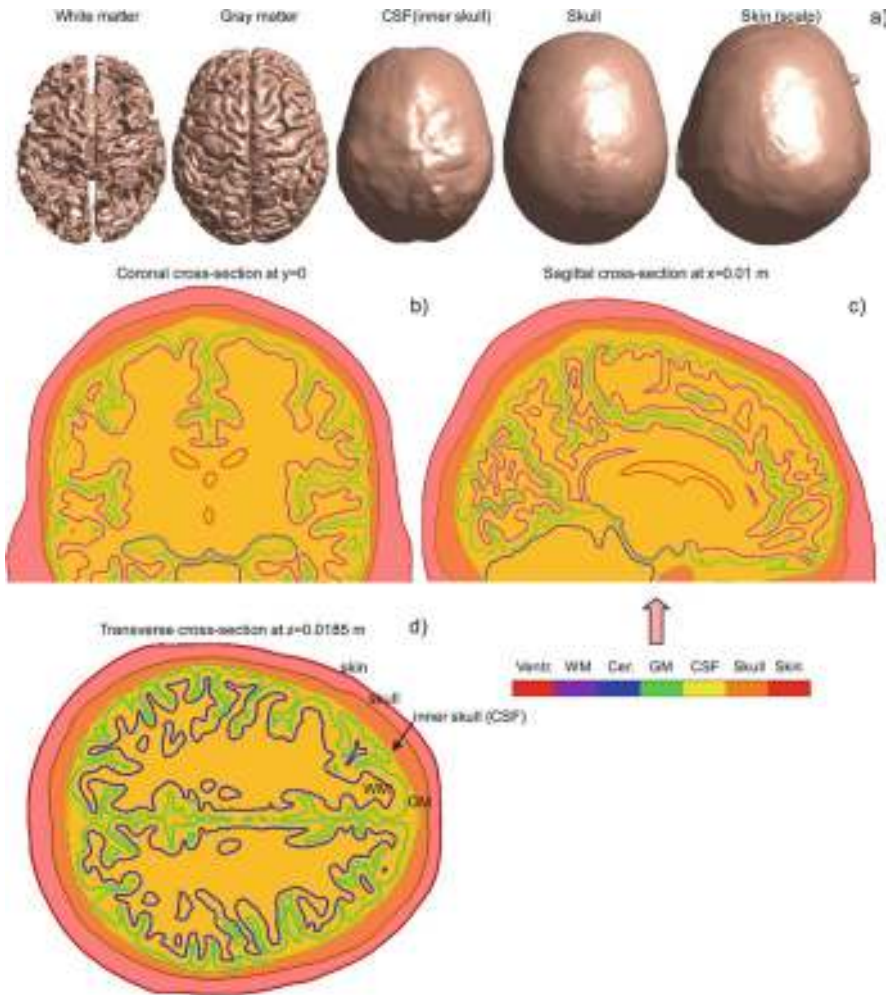 White matter Gray matter CSF(inner skull) Skull Skin (scalp) a)
Coronal cross-section at y=0 Sagittal cross-section at x=0.01 m
b) c)
Transverse cross-section at z=0.0185 m d)
skin
Ventr. WM Cer. GM CSF Skull Skin
skull
inner skull (CSF)
WM
GM